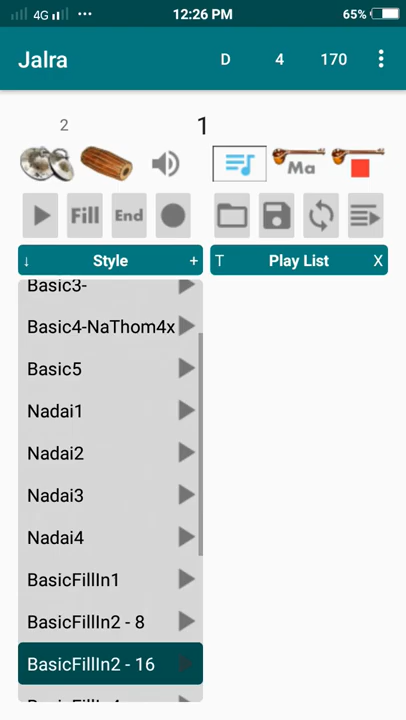 4G 12:26 PM 65%
Jalra D 4 170
2 1
Ma
Fill End
↓ Style +
T Play List X
Basic3-
Basic4-NaThom4x
Basic5
Nadai1
Nadai2
Nadai3
Nadai4
BasicFillIn1
BasicFillIn2 - 8
BasicFillIn2 - 16